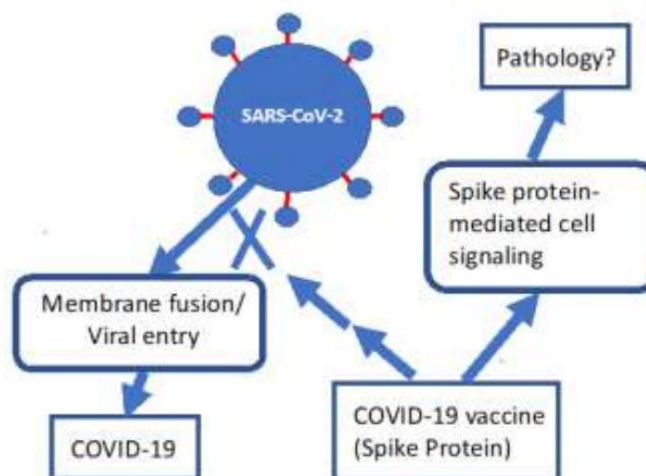 SARS-CoV-2
Pathology?
Spike protein-
mediated cell
signaling
Membrane fusion/
Viral entry
COVID-19
COVID-19 vaccine
(Spike Protein)